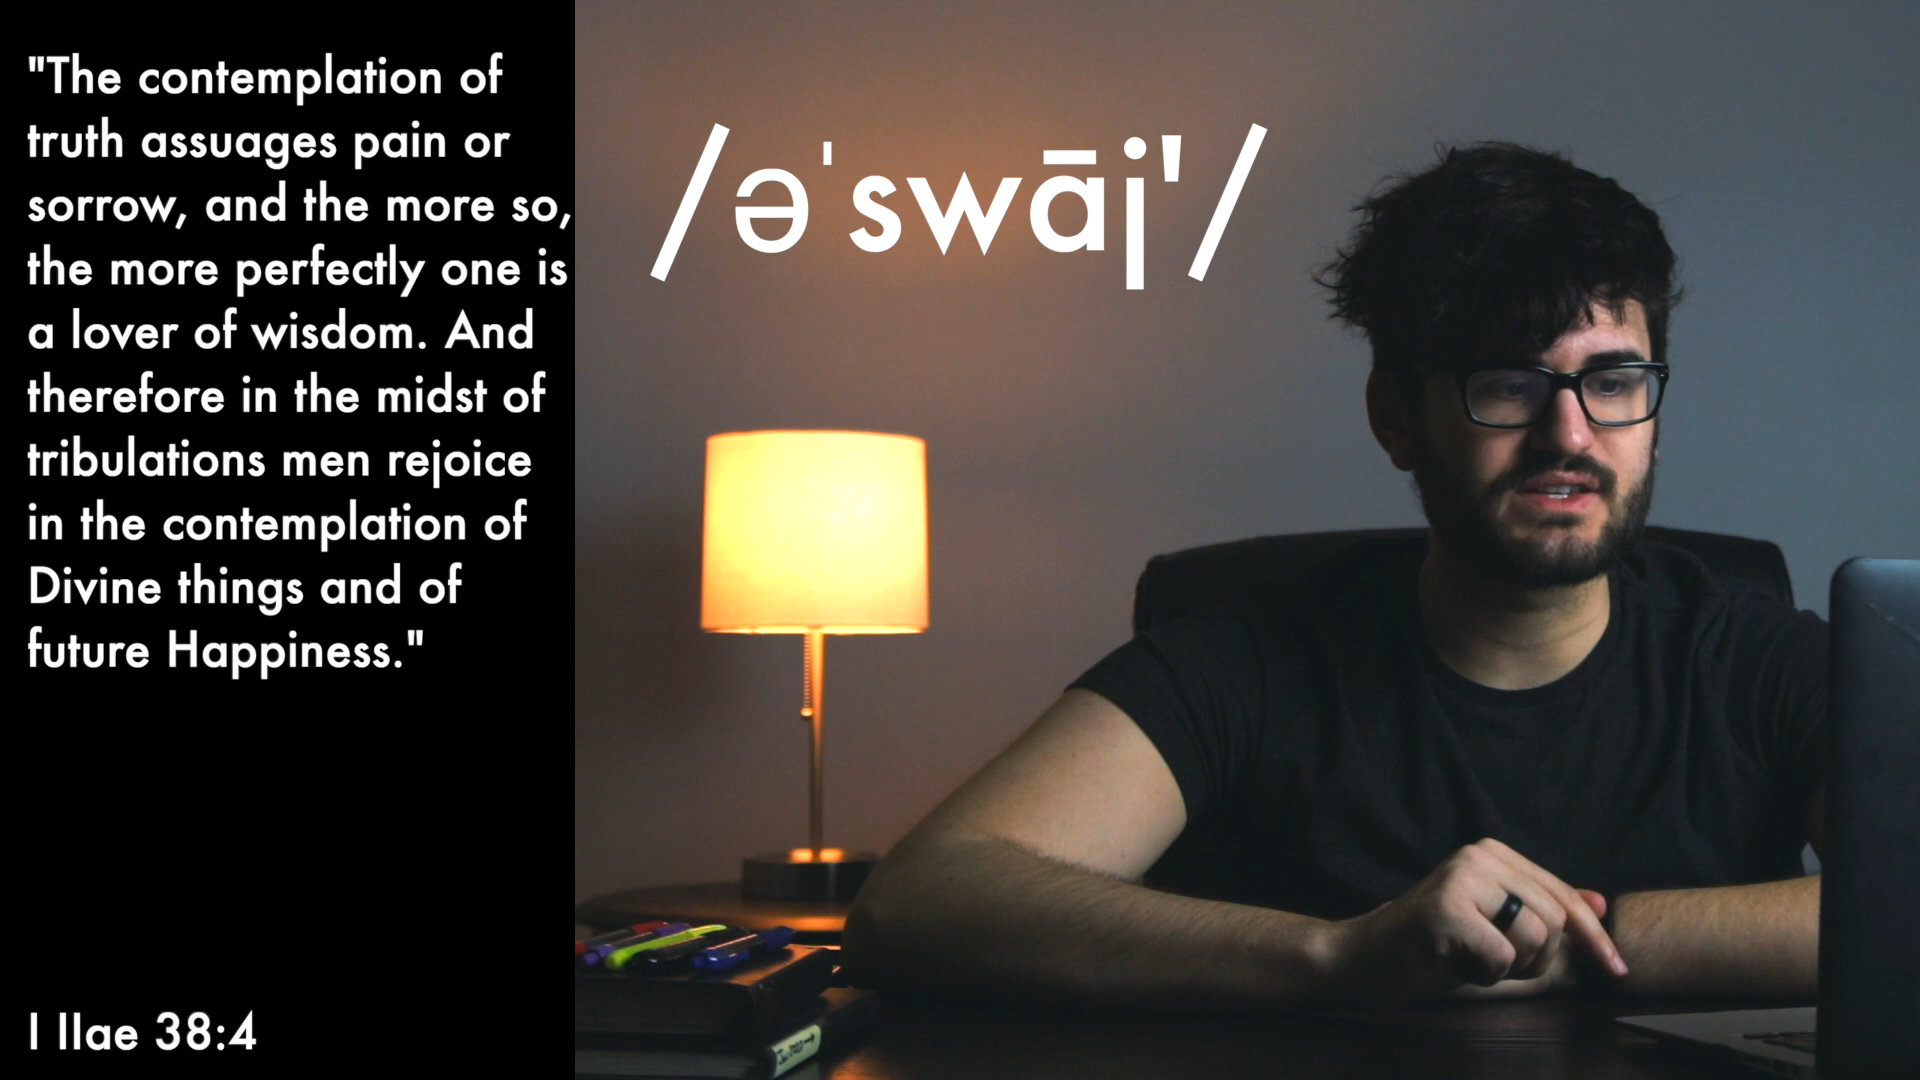 "The contemplation of
truth assuages pain or
sorrow, and the more so,
the more perfectly one is
a lover of wisdom. And
therefore in the midst of
tribulations men rejoice
in the contemplation of
Divine things and of
future Happiness."
I IIae 38:4
/əˈswāj'/